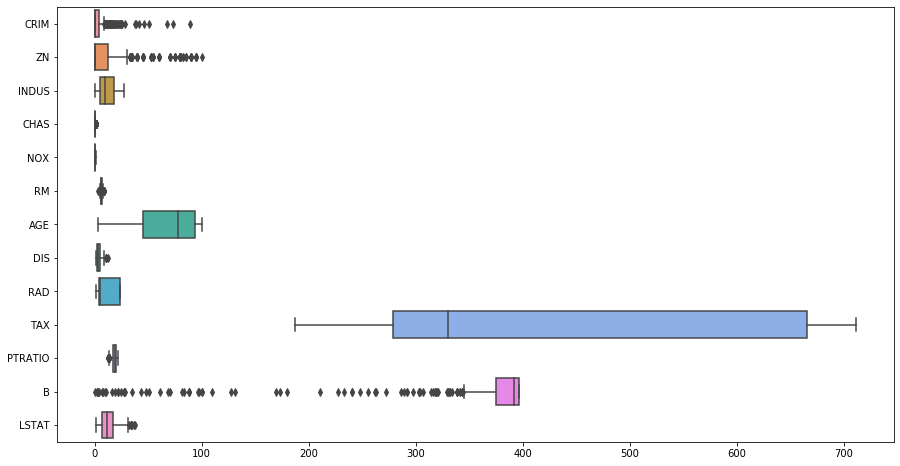 CRIM
ZN
INDUS
CHAS
NOX
RM
AGE
DIS
RAD
TAX
PTRATIO
B
LSTAT
0 100 200 300 400 500 600 700